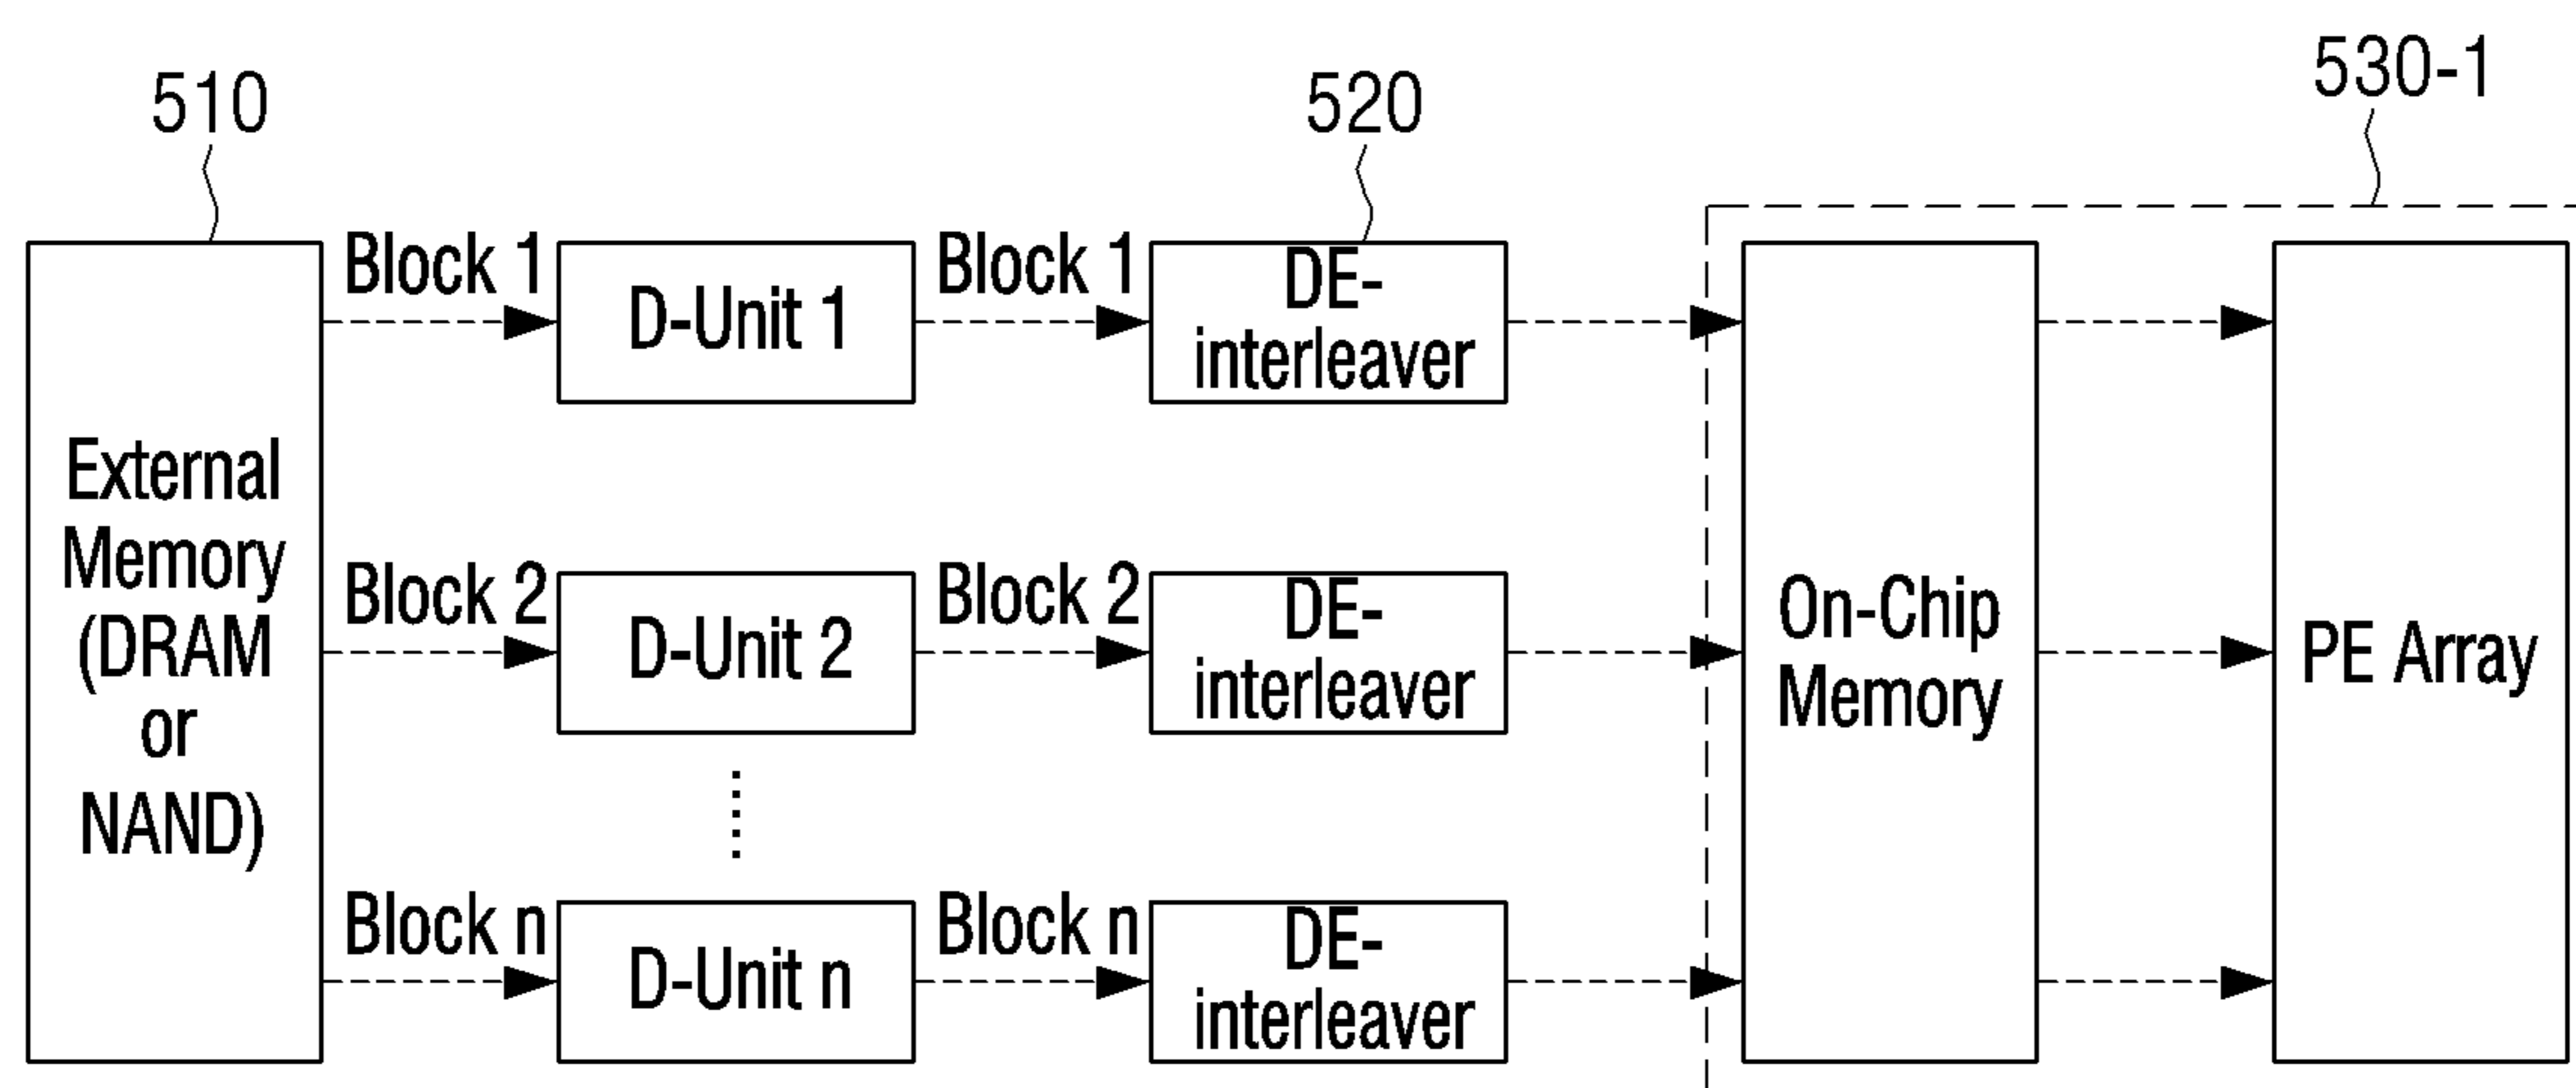 510
520
530-1
Block 1
D-Unit 1
Block 1
DE-
interleaver
External
Memory
(DRAM
or
NAND)
Block 2
D-Unit 2
Block 2
DE-
interleaver
On-Chip
Memory
PE Array
Block n
D-Unit n
Block n
DE-
interleaver